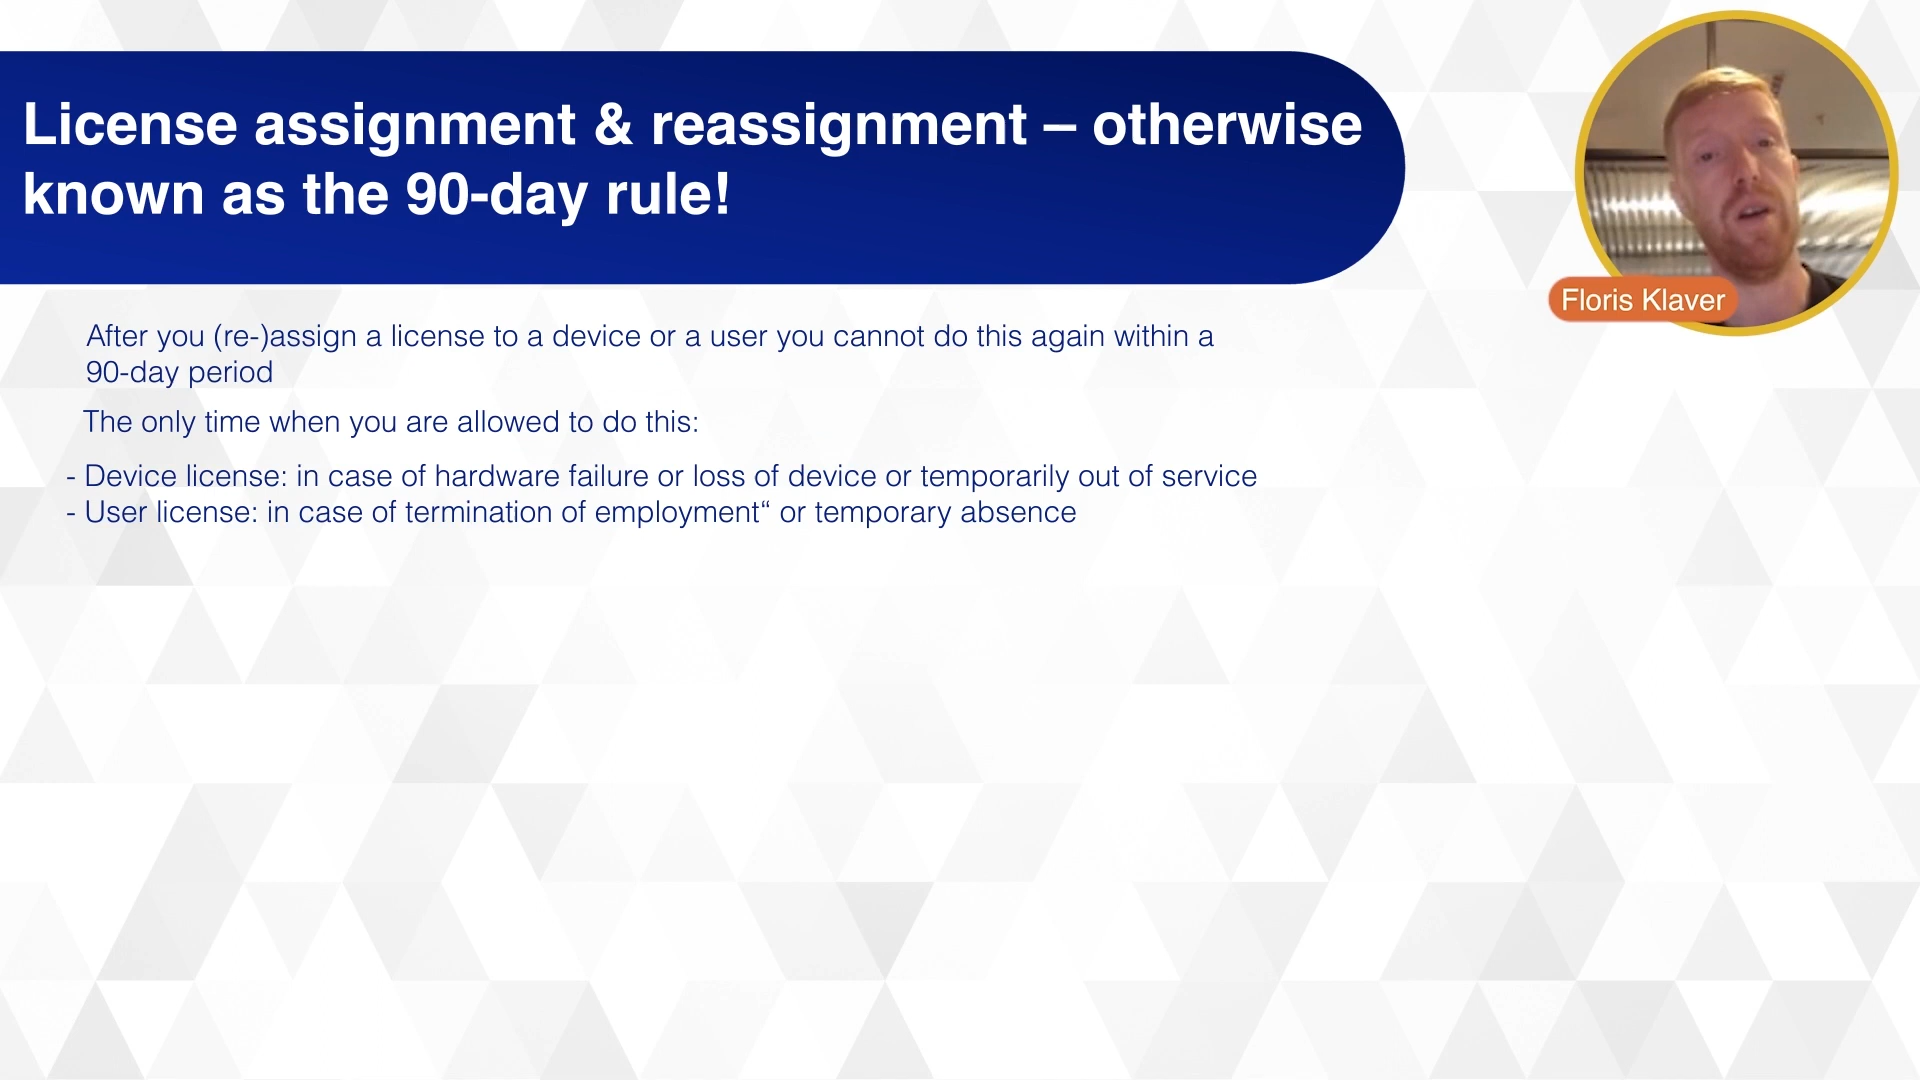 License assignment & reassignment – otherwise
known as the 90-day rule!
Floris Klaver
After you (re-)assign a license to a device or a user you cannot do this again within a
90-day period
The only time when you are allowed to do this:
- Device license: in case of hardware failure or loss of device or temporarily out of service
- User license: in case of termination of employment“ or temporary absence